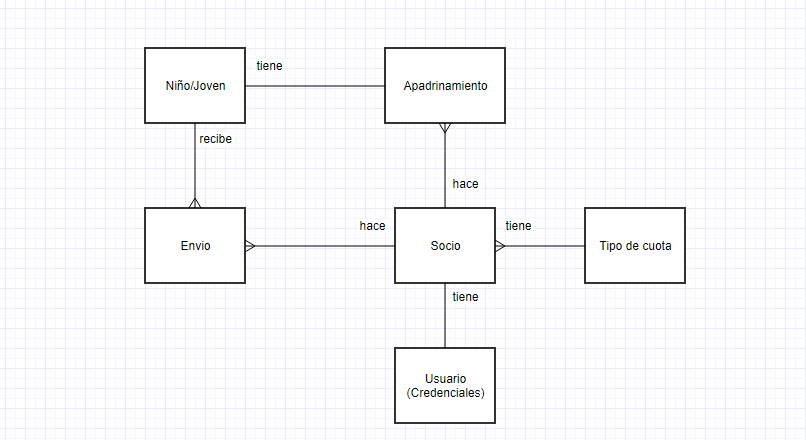 tiene
Niño/Joven
Apadrinamiento
recibe
hace
hace
tiene
Envio
Socio
Tipo de cuota
tiene
Usuario
(Credenciales)